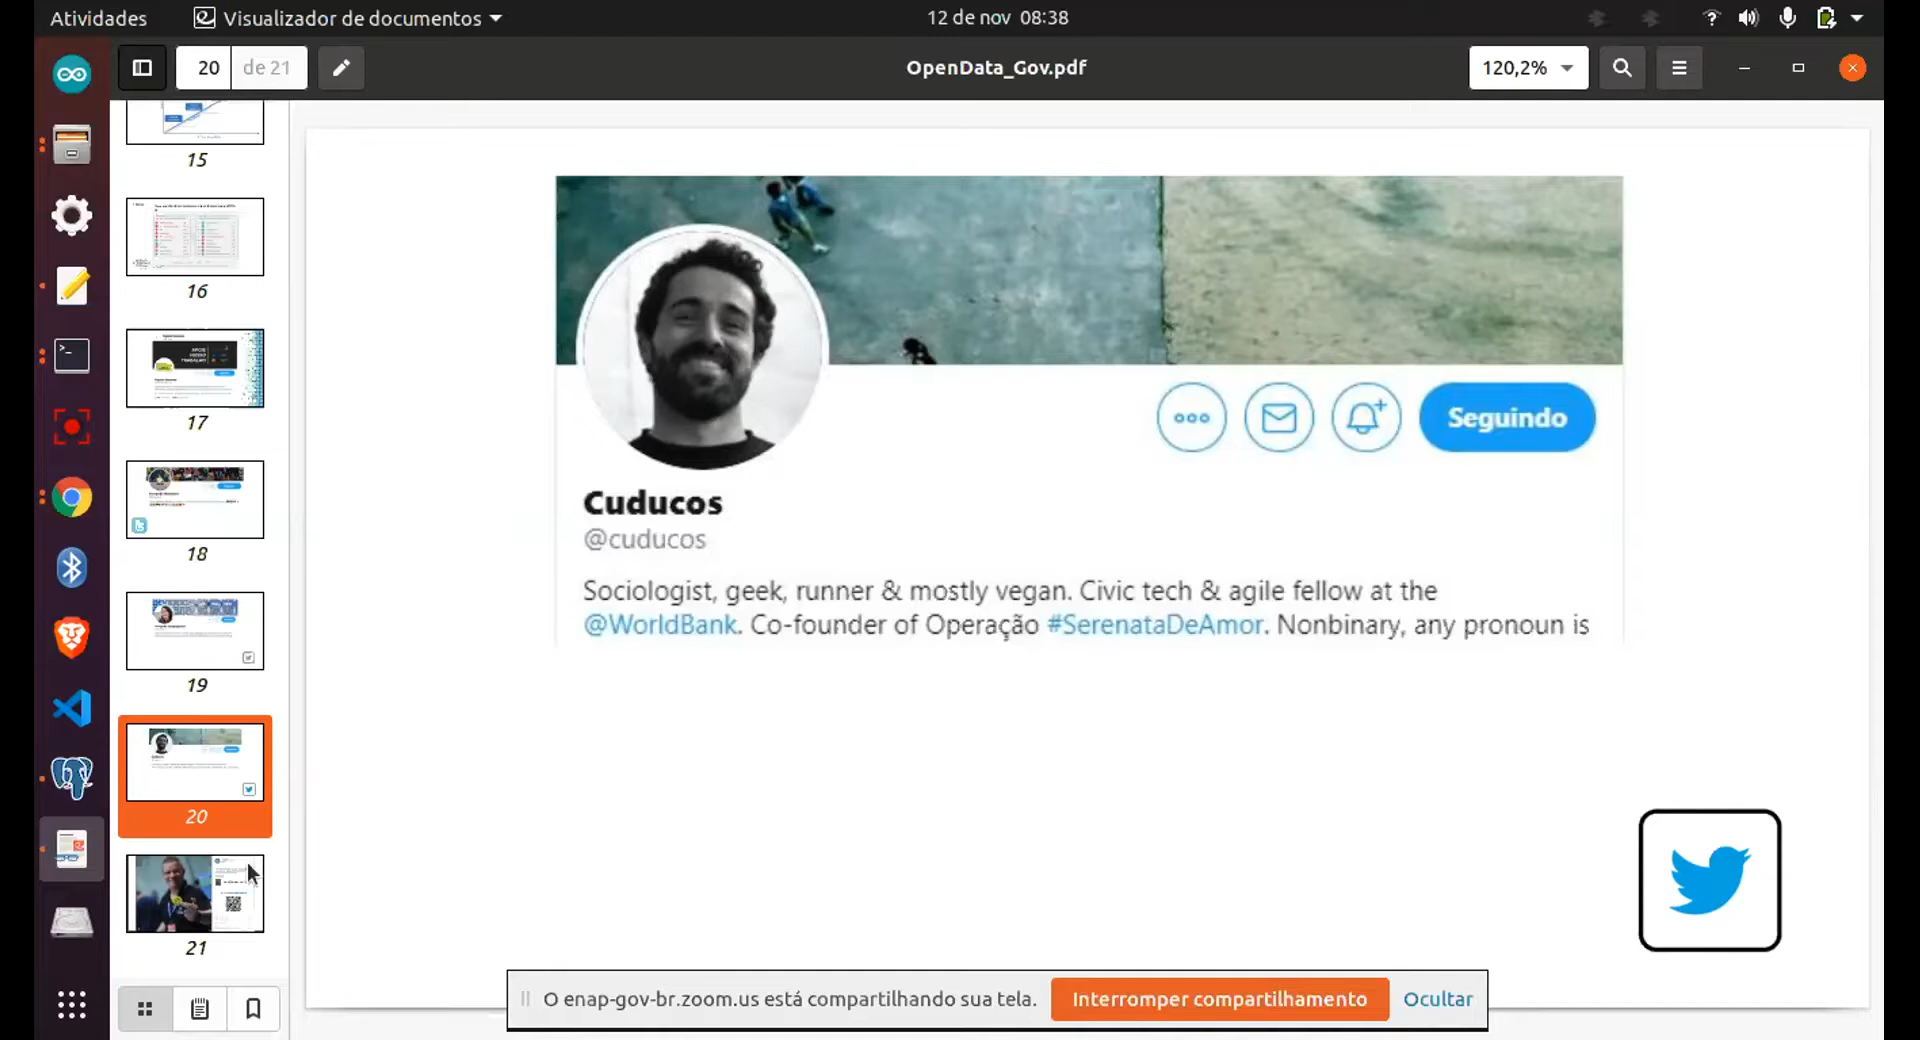 Atividades
Visualizador de documentos
12 de nov 08:38
20
de 21
OpenData_Gov.pdf
120,2%
15
16
17
18
19
20
21
Seguindo
Cuducos
@cuducos
Sociologist, geek, runner & mostly vegan. Civic tech & agile fellow at the
@WorldBank. Co-founder of Operação #SerenataDeAmor. Nonbinary, any pronoun is
O enap-gov-br.zoom.us está compartilhando sua tela.
Interromper compartilhamento
Ocultar